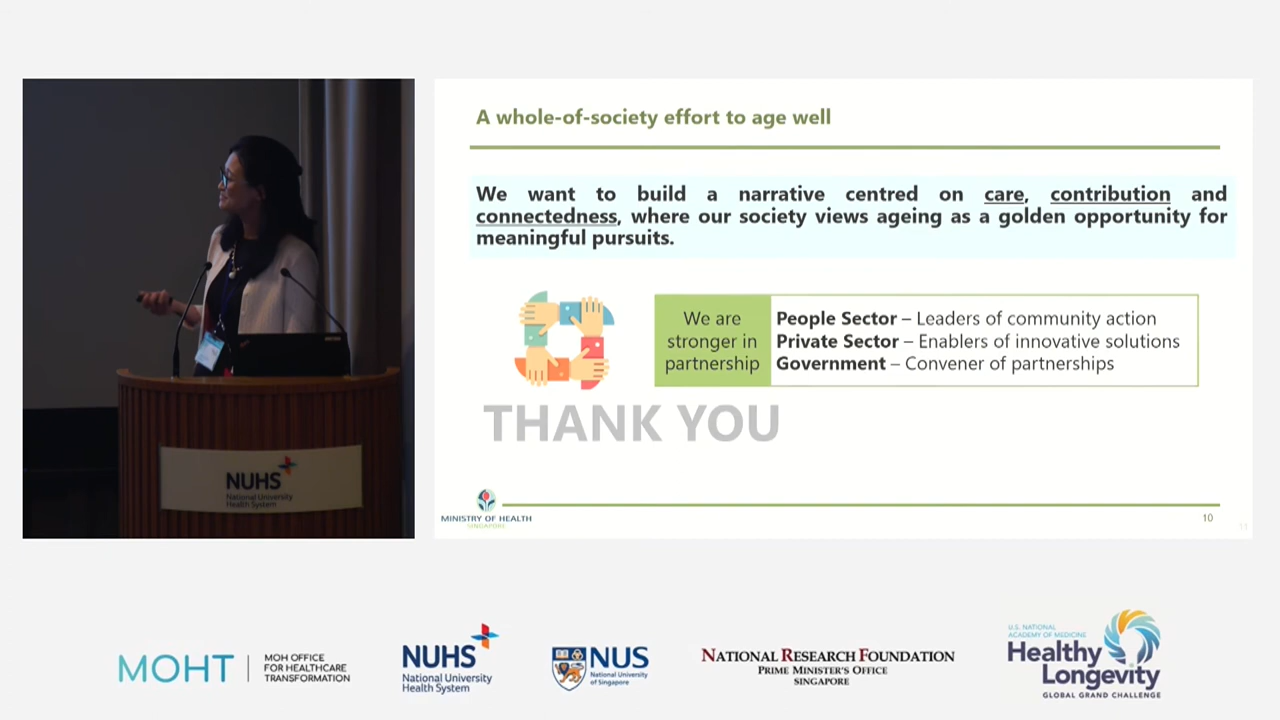 A whole-of-society effort to age well
We want to build a narrative centred on care, contribution and
connectedness, where our society views ageing as a golden opportunity for
meaningful pursuits.
We are
stronger in
partnership
People Sector – Leaders of community action
Private Sector – Enablers of innovative solutions
Government – Convener of partnerships
THANK YOU
MINISTRY OF HEALTH
SINGAPORE
10
11
NUHS
National University
Health System
MOHT
MOH OFFICE
FOR HEALTHCARE
TRANSFORMATION
NUHS
National University
Health System
NUS
National University
of Singapore
NATIONAL RESEARCH FOUNDATION
PRIME MINISTER'S OFFICE
SINGAPORE
U.S. NATIONAL
ACADEMY OF MEDICINE
Healthy
Longevity
GLOBAL GRAND CHALLENGE